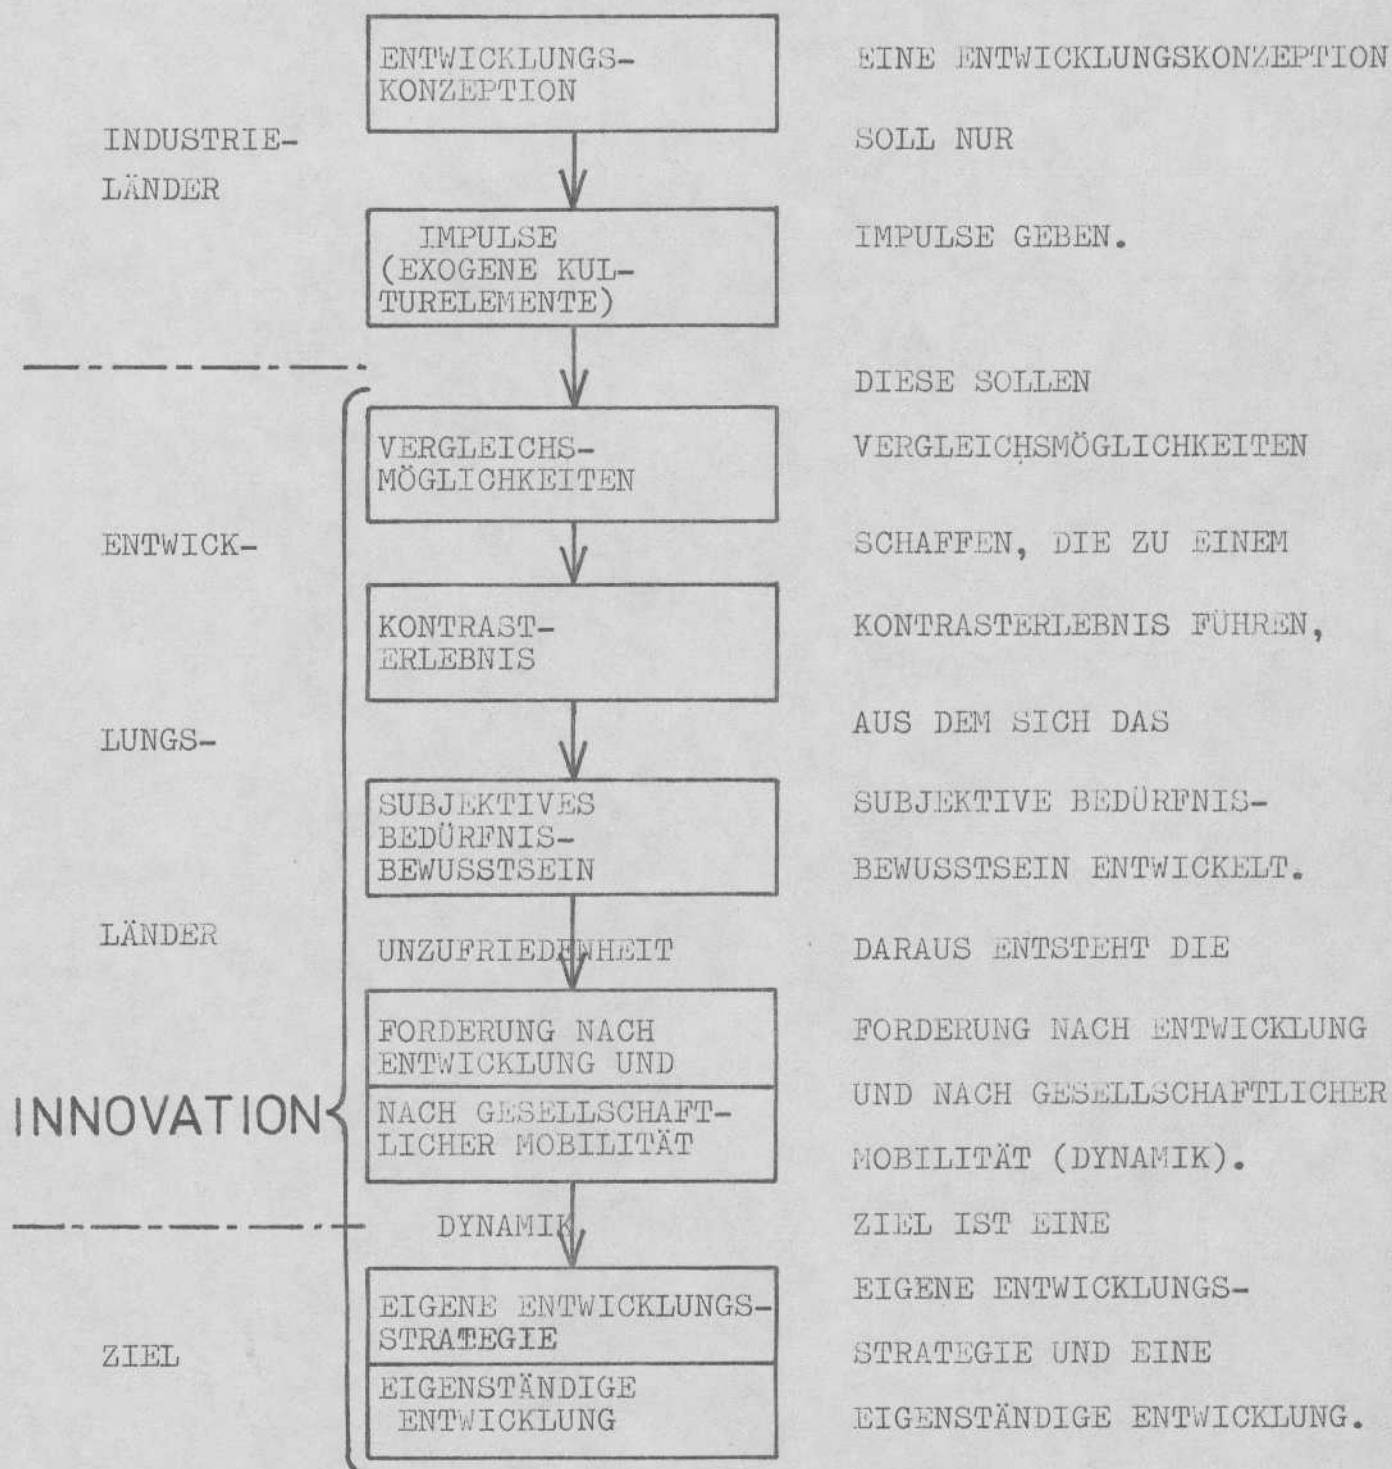 ENTWICKLUNGS-
KONZEPTION
EINE ENTWICKLUNGSKONZEPTION
INDUSTRIE-
LÄNDER
SOLL NUR
IMPULSE
(EXOGENE KUL-
TURELEMENTE)
IMPULSE GEBEN.
DIESE SOLLEN
VERGLEICHS-
MÖGLICHKEITEN
VERGLEICHSMÖGLICHKEITEN
ENTWICK-
SCHAFFEN, DIE ZU EINEM
KONTRAST-
ERLEBNIS
KONTRASTERLEBNIS FÜHREN,
LUNGS-
AUS DEM SICH DAS
SUBJEKTIVES
BEDÜRFNIS-
BEWUSSTSEIN
SUBJEKTIVE BEDÜRFNIS-
BEWUSSTSEIN ENTWICKELT.
LÄNDER
UNZUFRIEDENHEIT
DARAUS ENTSTEHT DIE
FORDERUNG NACH
ENTWICKLUNG UND
FORDERUNG NACH ENTWICKLUNG
INNOVATION
NACH GESELLSCHAFT-
LICHER MOBILITÄT
UND NACH GESELLSCHAFTLICHER
MOBILITÄT (DYNAMIK).
DYNAMIK
ZIEL IST EINE
EIGENE ENTWICKLUNGS-
STRATEGIE
EIGENE ENTWICKLUNGS-
ZIEL
STRATEGIE UND EINE
EIGENSTÄNDIGE
ENTWICKLUNG
EIGENSTÄNDIGE ENTWICKLUNG.